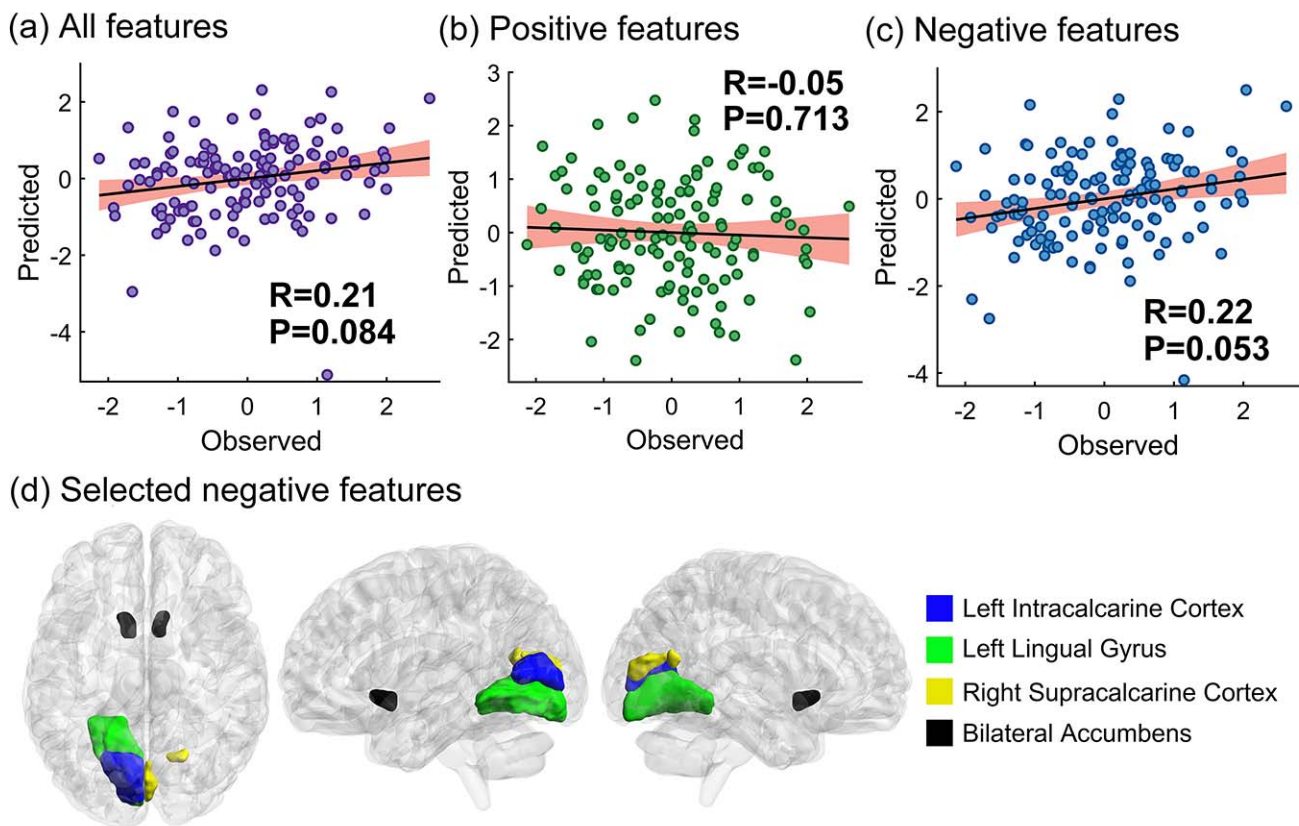 (a) All features
2
0
-2
-4
Predicted
R=0.21
P=0.084
-2 -1 0 1 2
Observed
(b) Positive features
3
2
1
0
-1
-2
Predicted
R=-0.05
P=0.713
-2 -1 0 1 2
Observed
(c) Negative features
2
0
-2
-4
Predicted
R=0.22
P=0.053
-2 -1 0 1 2
Observed
(d) Selected negative features
Left Intracalcarine Cortex
Left Lingual Gyrus
Right Supracalcarine Cortex
Bilateral Accumbens